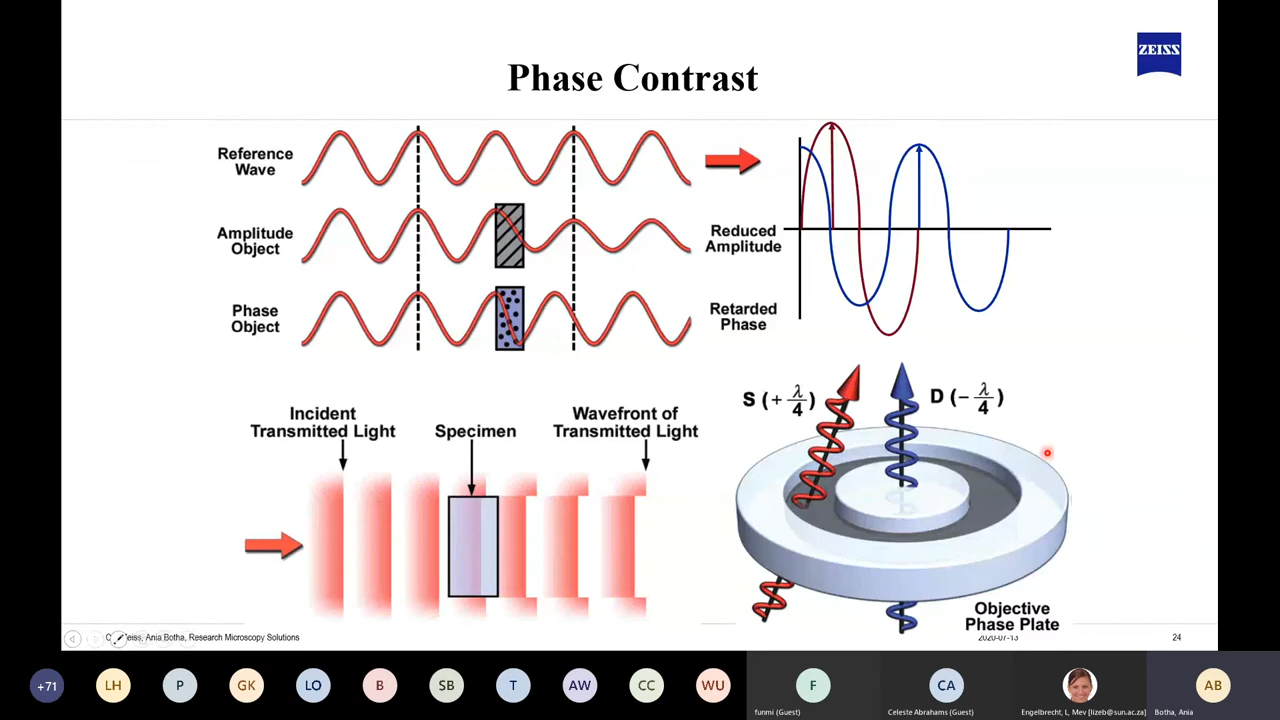 ZEISS
Phase Contrast
Reference
Wave
Amplitude
Object
Phase
Object
Reduced
Amplitude
Retarded
Phase
Incident
Transmitted Light
Specimen
Wavefront of
Transmitted Light
S (+ λ/4)
D (− λ/4)
Objective
Phase Plate
Zeiss, Ania Botha, Research Microscopy Solutions
2020-07-13
24
+71
LH
P
GK
LO
B
SB
T
AW
CC
WU
F
CA
AB
funmi (Guest)
Celeste Abrahams (Guest)
Engelbrecht, L, Mev [lizeb@sun.ac.za]
Botha, Ania